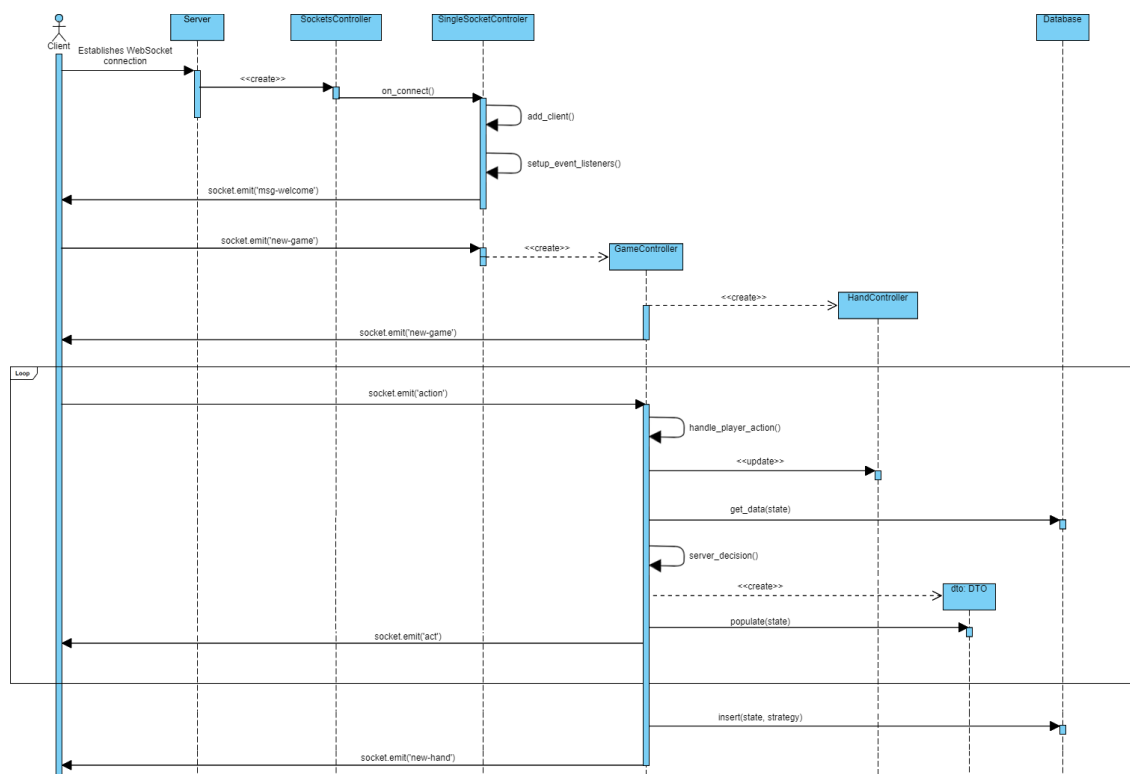 Server
SocketsController
SingleSocketControler
Database
Client
Establishes WebSocket
connection
<<create>>
on_connect()
add_client()
setup_event_listeners()
socket.emit('msg-welcome')
socket.emit('new-game')
<<create>>
GameController
<<create>>
HandController
socket.emit('new-game')
Loop
socket.emit('action')
handle_player_action()
<<update>>
get_data(state)
server_decision()
<<create>>
dto: DTO
populate(state)
socket.emit('act')
insert(state, strategy)
socket.emit('new-hand')